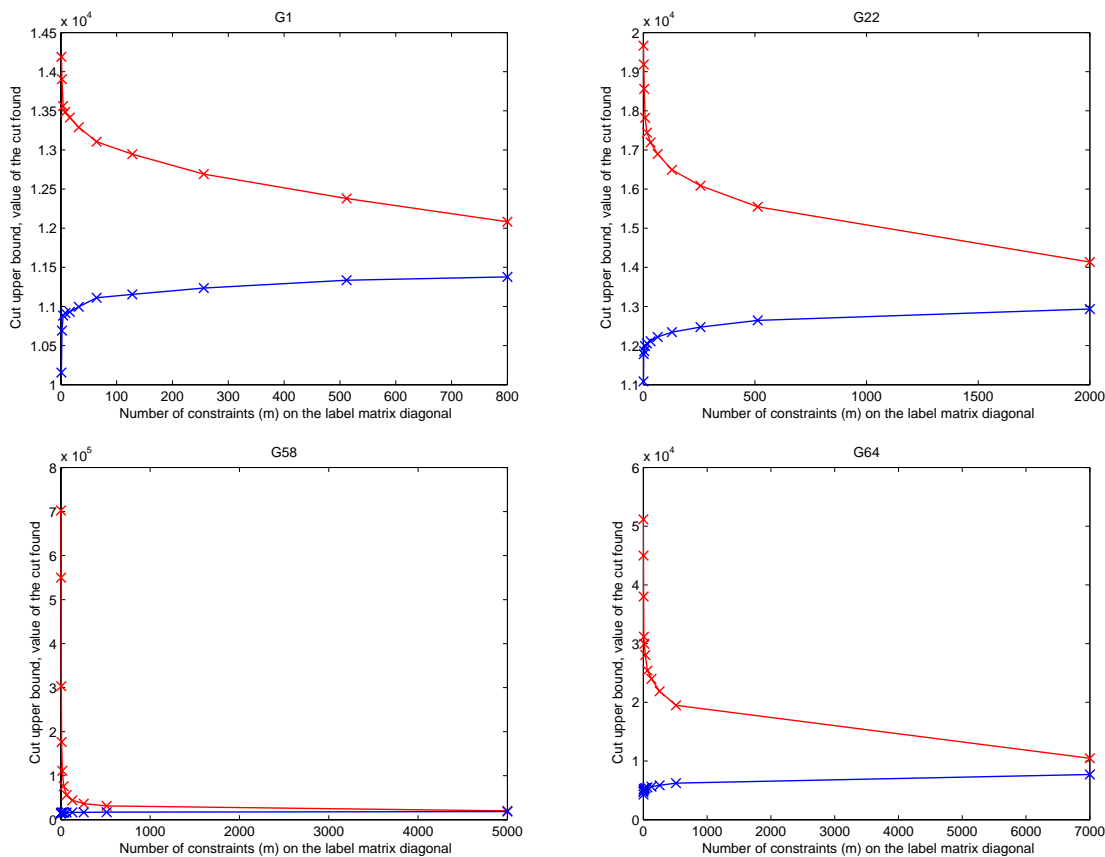 G1
x 10^4
1.45
1.4
1.35
1.3
1.25
1.2
1.15
1.1
1.05
1
0 100 200 300 400 500 600 700 800
Cut upper bound, value of the cut found
Number of constraints (m) on the label matrix diagonal
G22
x 10^4
2
1.9
1.8
1.7
1.6
1.5
1.4
1.3
1.2
1.1
0 500 1000 1500 2000
Cut upper bound, value of the cut found
Number of constraints (m) on the label matrix diagonal
G58
x 10^5
8
7
6
5
4
3
2
1
0
0 1000 2000 3000 4000 5000
Cut upper bound, value of the cut found
Number of constraints (m) on the label matrix diagonal
G64
x 10^4
6
5
4
3
2
1
0
0 1000 2000 3000 4000 5000 6000 7000
Cut upper bound, value of the cut found
Number of constraints (m) on the label matrix diagonal